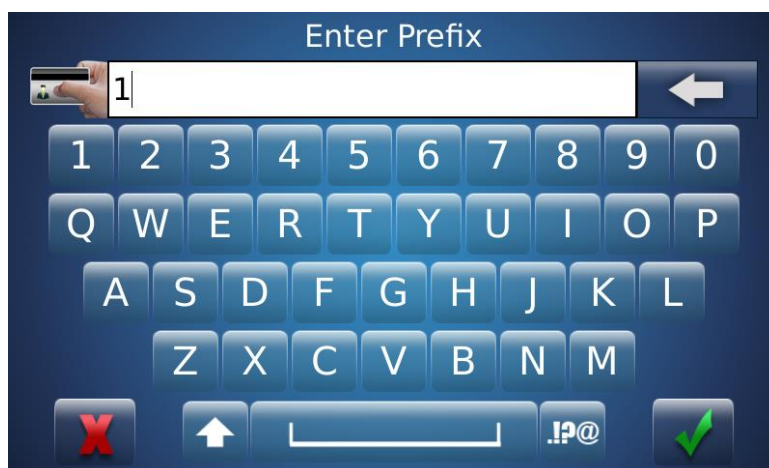 Enter Prefix
1
1 2 3 4 5 6 7 8 9 0
Q W E R T Y U I O P
A S D F G H J K L
Z X C V B N M
.!?@